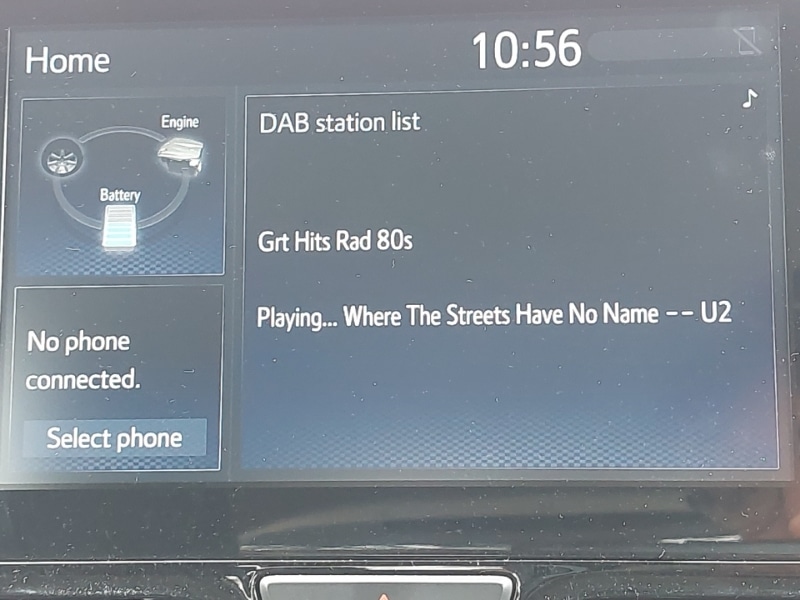 Home
10:56
Engine
Battery
DAB station list
Grt Hits Rad 80s
Playing... Where The Streets Have No Name -- U2
No phone
connected.
Select phone